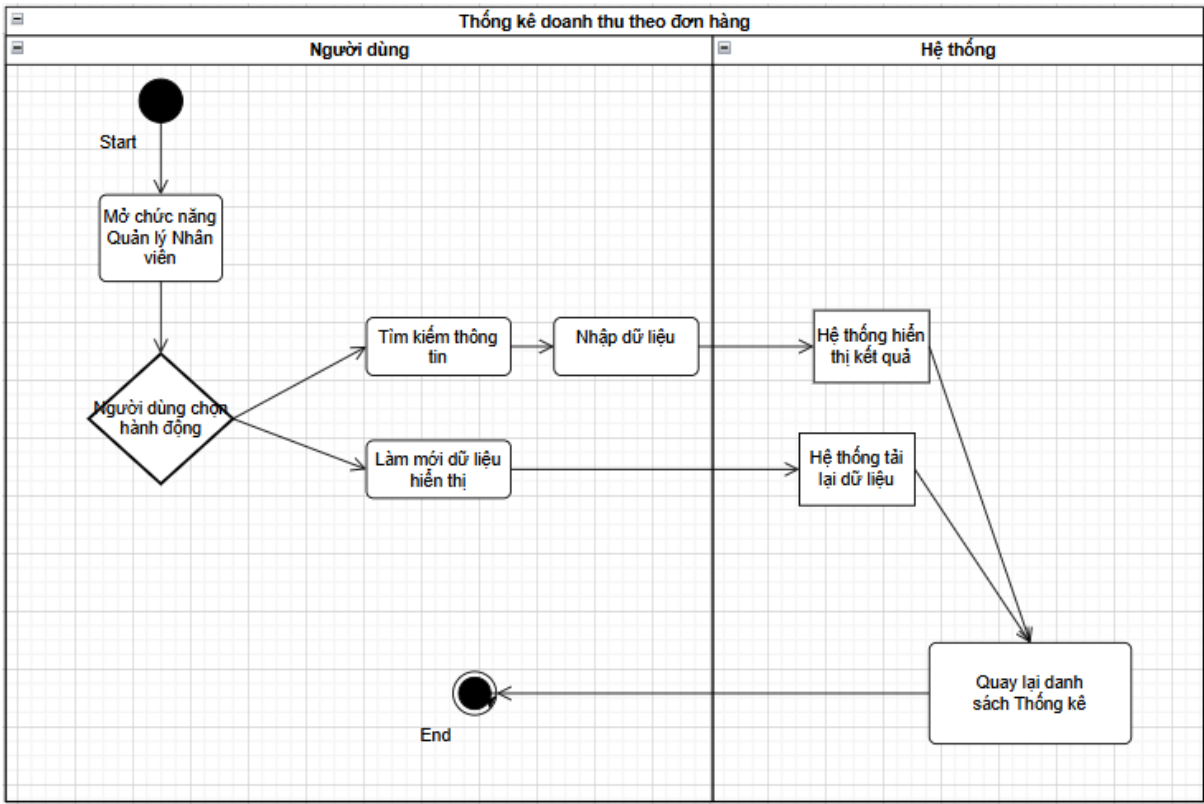 Thống kê doanh thu theo đơn hàng
Người dùng
Hệ thống
Start
Mở chức năng
Quản lý Nhân
viên
Người dùng chọn
hành động
Tìm kiếm thông
tin
Nhập dữ liệu
Hệ thống hiển
thị kết quả
Làm mới dữ liệu
hiển thị
Hệ thống tải
lại dữ liệu
Quay lại danh
sách Thống kê
End